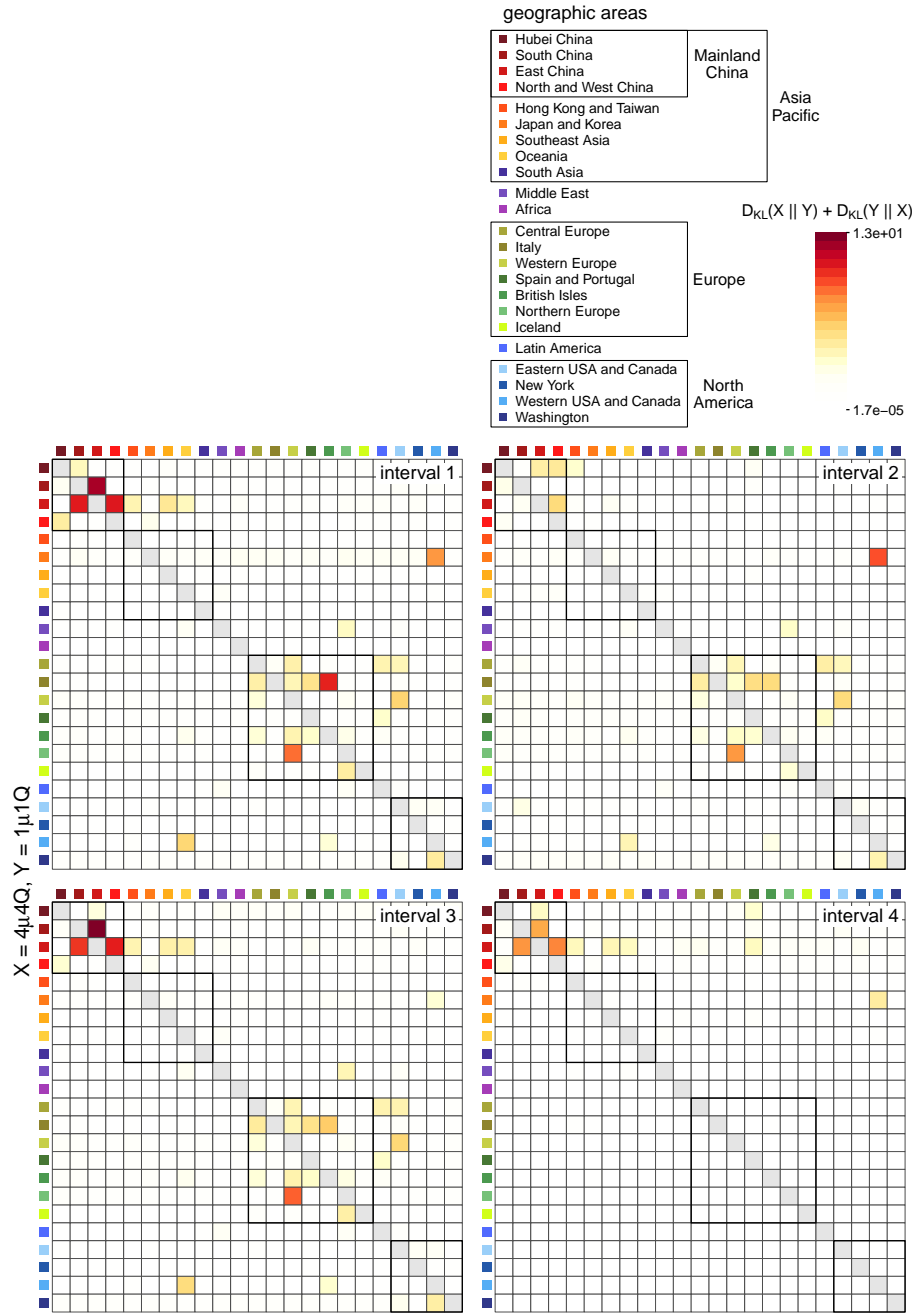 geographic areas
Hubei China
South China
East China
North and West China
Mainland
China
Hong Kong and Taiwan
Japan and Korea
Southeast Asia
Oceania
South Asia
Asia
Pacific
Middle East
Africa
Central Europe
Italy
Western Europe
Spain and Portugal
British Isles
Northern Europe
Iceland
Europe
Latin America
Eastern USA and Canada
New York
Western USA and Canada
Washington
North
America
D_KL(X || Y) + D_KL(Y || X)
1.3e+01
1.7e−05
interval 1
interval 2
interval 3
interval 4
X = 4μ4Q, Y = 1μ1Q